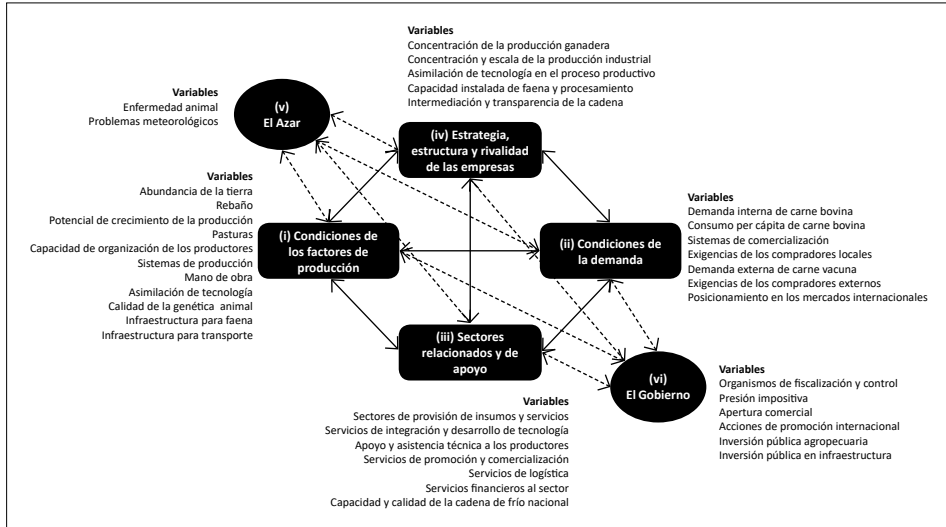 Variables
Concentración de la producción ganadera
Concentración y escala de la producción industrial
Asimilación de tecnología en el proceso productivo
Capacidad instalada de faena y procesamiento
Intermediación y transparencia de la cadena
Variables
Enfermedad animal
Problemas meteorológicos
(v)
El Azar
(iv) Estrategia,
estructura y rivalidad
de las empresas
Variables
Abundancia de la tierra
Rebaño
Potencial de crecimiento de la producción
Pasturas
Capacidad de organización de los productores
Sistemas de producción
Mano de obra
Asimilación de tecnología
Calidad de la genética animal
Infraestructura para faena
Infraestructura para transporte
(i) Condiciones de
los factores de
producción
(ii) Condiciones de
la demanda
Variables
Demanda interna de carne bovina
Consumo per cápita de carne bovina
Sistemas de comercialización
Exigencias de los compradores locales
Demanda externa de carne vacuna
Exigencias de los compradores externos
Posicionamiento en los mercados internacionales
(iii) Sectores
relacionados y de
apoyo
(vi)
El Gobierno
Variables
Organismos de fiscalización y control
Presión impositiva
Apertura comercial
Acciones de promoción internacional
Inversión pública agropecuaria
Inversión pública en infraestructura
Variables
Sectores de provisión de insumos y servicios
Servicios de integración y desarrollo de tecnología
Apoyo y asistencia técnica a los productores
Servicios de promoción y comercialización
Servicios de logística
Servicios financieros al sector
Capacidad y calidad de la cadena de frío nacional